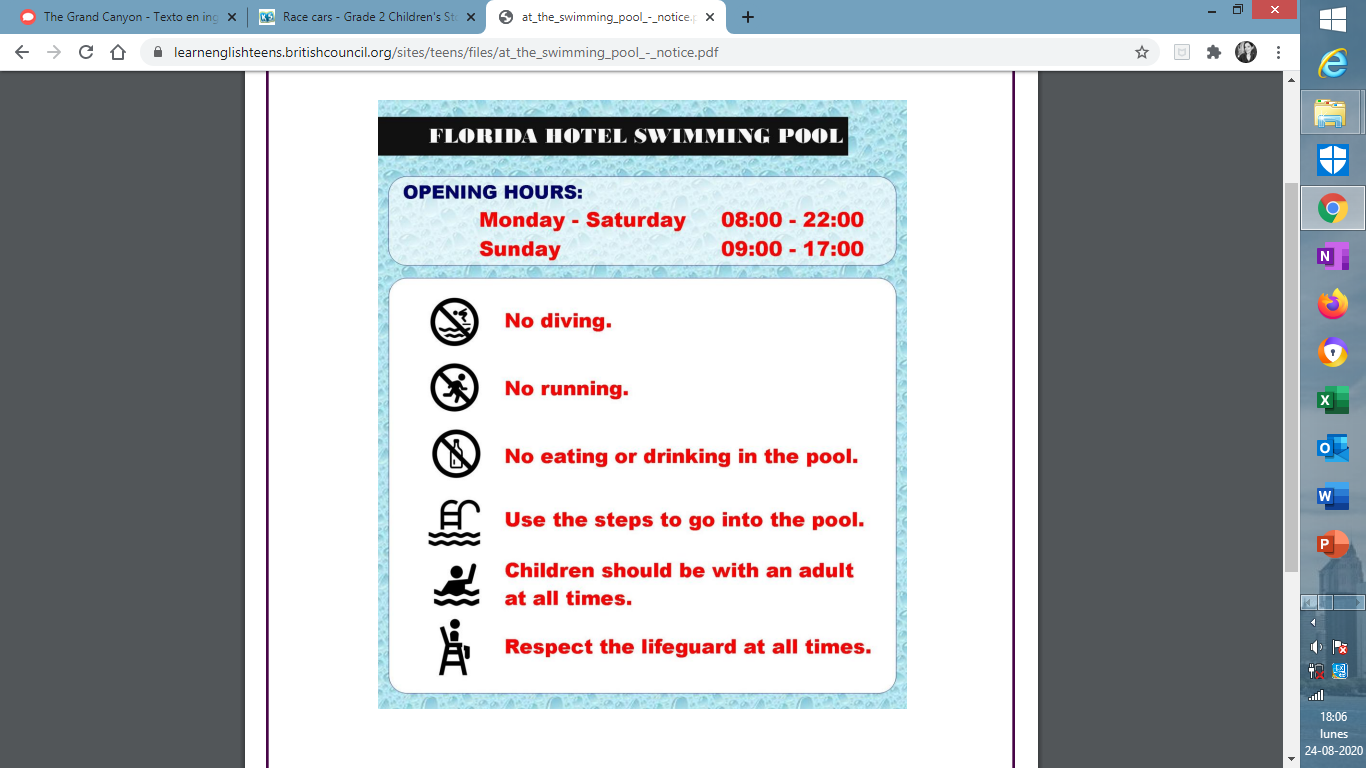 The Grand Canyon - Texto en ing
Race cars - Grade 2 Children's St
at_the_swimming_pool_-_notice.p
learnenglishteens.britishcouncil.org/sites/teens/files/at_the_swimming_pool_-_notice.pdf
FLORIDA HOTEL SWIMMING POOL
OPENING HOURS:
Monday - Saturday 08:00 - 22:00
Sunday 09:00 - 17:00
No diving.
No running.
No eating or drinking in the pool.
Use the steps to go into the pool.
Children should be with an adult
at all times.
Respect the lifeguard at all times.
18:06
lunes
24-08-2020